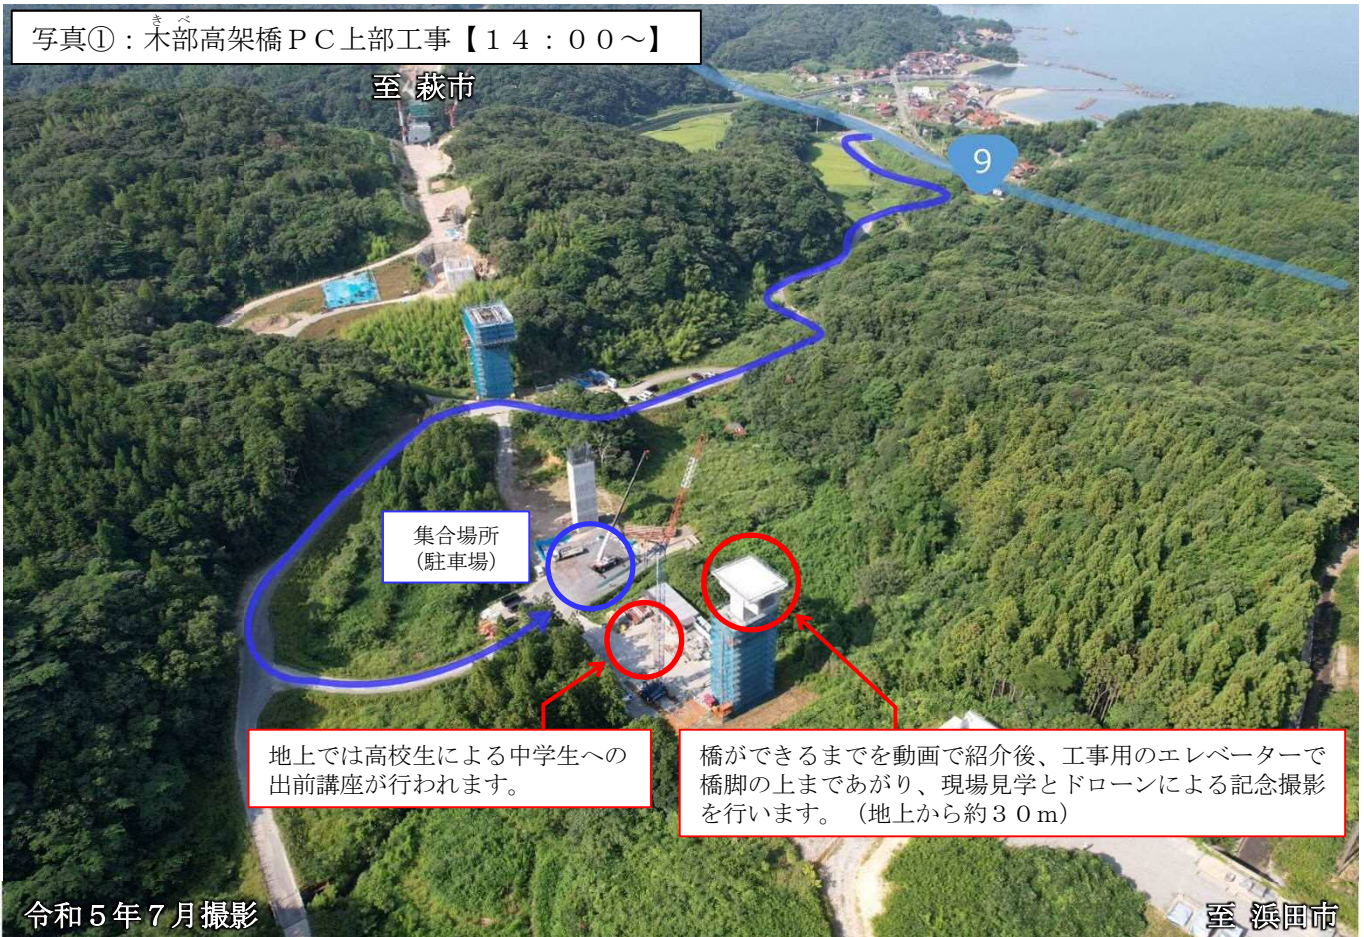 きべ
写真①：木部高架橋ＰＣ上部工事【１４：００～】
至 萩市
9
集合場所
（駐車場）
地上では高校生による中学生への
出前講座が行われます。
橋ができるまでを動画で紹介後、工事用のエレベーターで
橋脚の上まであがり、現場見学とドローンによる記念撮影
を行います。（地上から約３０ｍ）
令和５年７月撮影
至 浜田市